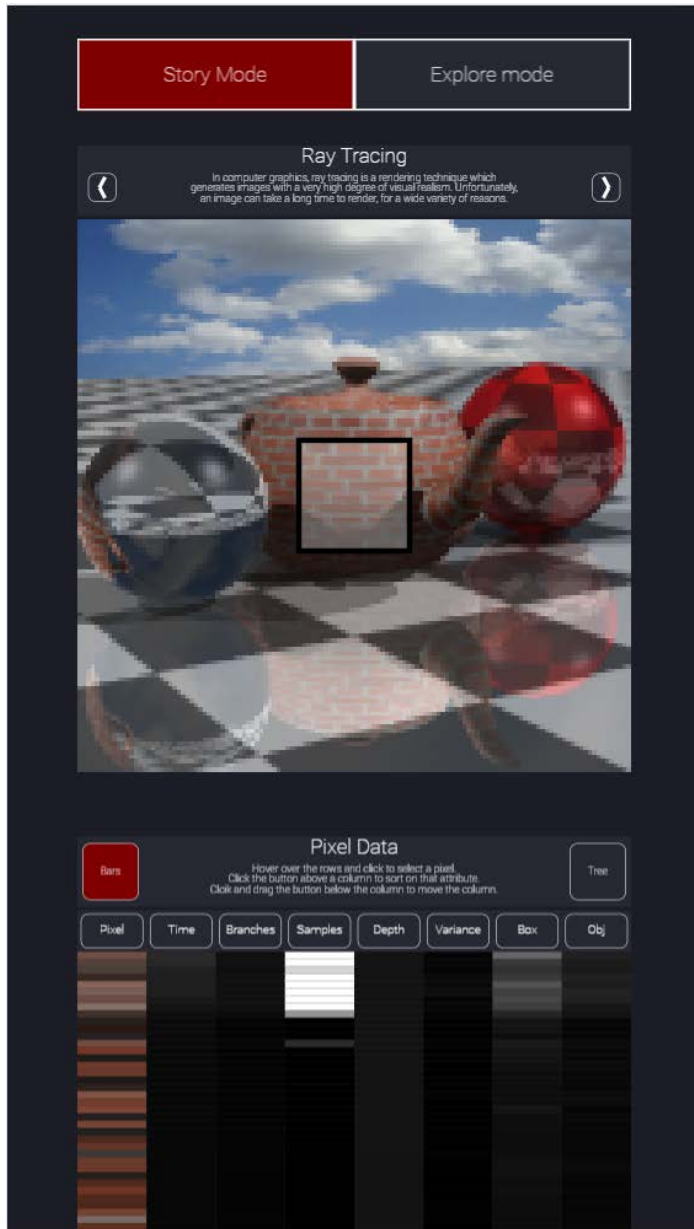 Story Mode
Explore mode
Ray Tracing
In computer graphics, ray tracing is a rendering technique which
generates images with a very high degree of visual realism. Unfortunately,
an image can take a long time to render, for a wide variety of reasons.
Bars
Pixel Data
Hover over the rows and click to select a pixel.
Click the button above a column to sort on that attribute.
Cloik and drag the button below the column to move the column.
Tree
Pixel
Time
Branches
Samples
Depth
Variance
Box
Obj